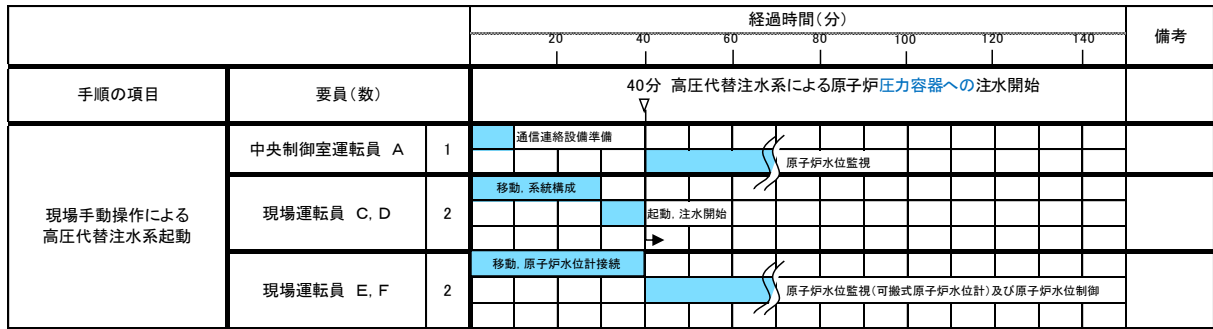 経過時間(分)
備考
20 40 60 80 100 120 140
手順の項目
要員(数)
40分 高圧代替注水系による原子炉圧力容器への注水開始
現場手動操作による
高圧代替注水系起動
中央制御室運転員 A
1
通信連絡設備準備
原子炉水位監視
現場運転員 C, D
2
移動, 系統構成
起動, 注水開始
現場運転員 E, F
2
移動, 原子炉水位計接続
原子炉水位監視(可搬式原子炉水位計)及び原子炉水位制御